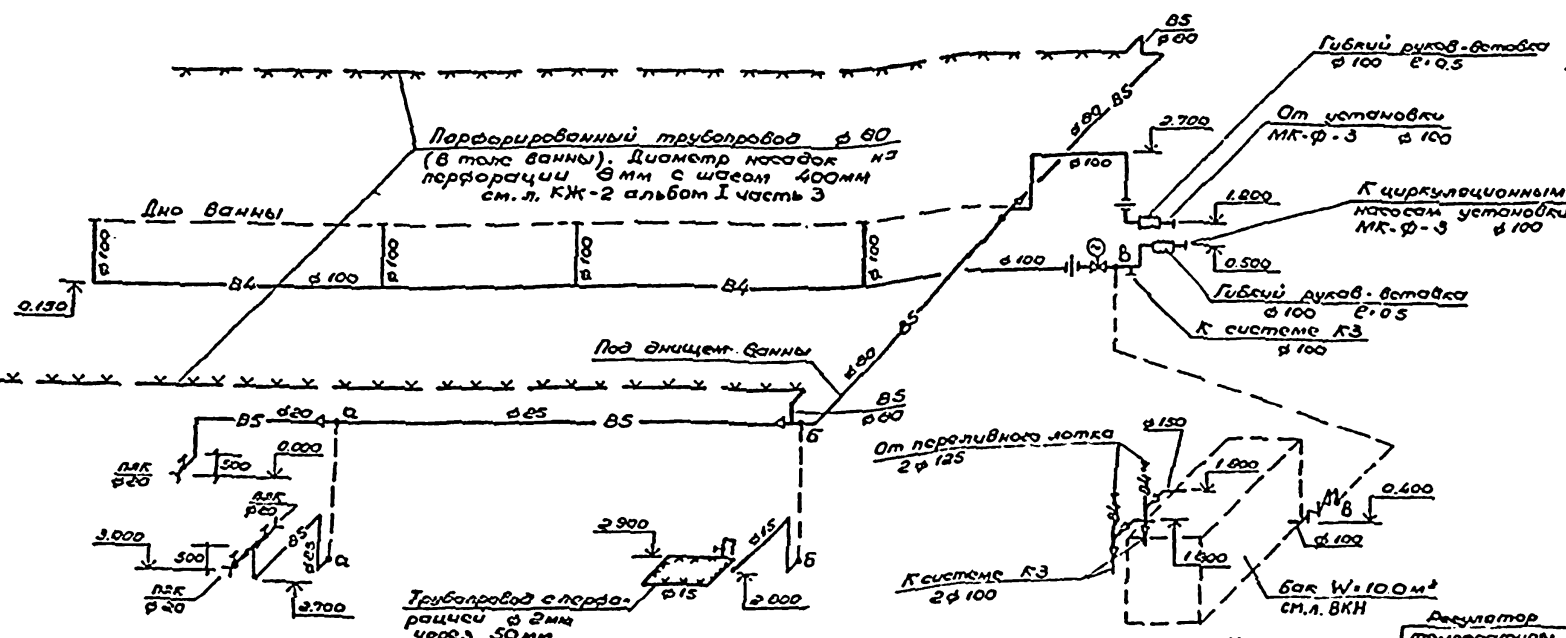 В5
ф80
Гибкий рукав-вставка
ф100 ℓ=0.5
От установки
МК-Ф-3 ф100
К циркуляционным
насосам установки
МК-Ф-3 ф100
Перфорированный трубопровод ф80
(в теле ванны). Диаметр насадок
перфорации 8мм с шагом 400мм
см.л. КЖ-2 альбом I часть 3
ф80 В5
2.700
ф100
1.200
Дно ванны
ф100
ф100
ф100
ф100
0.150
В4 ф100 В4
ф100
В
0.500
Гибкий рукав-вставка
ф100 ℓ=0.5
К системе К3
ф100
Под днищем ванны
ф80 В5
В5
ф80
В5 ф20 а ф25 В5 б
ПЛК
ф20
500
0.000
ПЛК
ф20
3.000
500
В5
ф25
а
ПЛК
ф20
2.700
2.900
ф15
ф15
б
2.000
Трубопровод с перфо-
рацией ф2мм
через 50мм
От переливного лотка
2ф125
ф150
1.800
0.400
В
ф100
К системе К3
2ф100
Бак W=10.0м³
см.л. ВКН
Регулятор
температуры